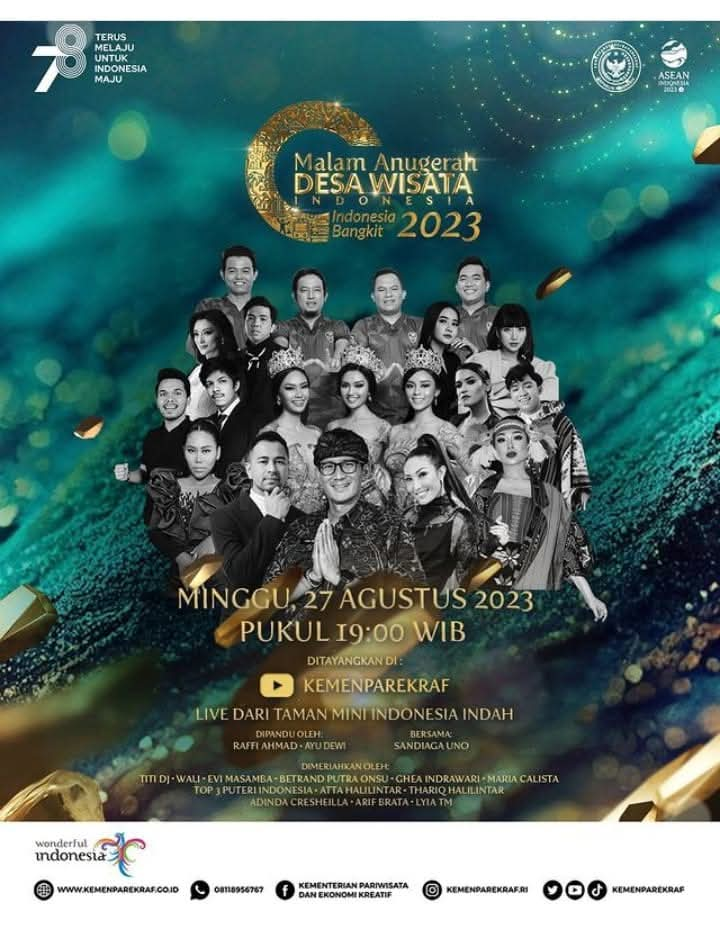 78
TERUS
MELAJU
UNTUK
INDONESIA
MAJU
ASEAN
INDONESIA
2023
Malam Anugerah
DESA WISATA
INDONESIA
Indonesia
Bangkit 2023
MINGGU, 27 AGUSTUS 2023
PUKUL 19:00 WIB
DITAYANGKAN DI :
KEMENPAREKRAF
LIVE DARI TAMAN MINI INDONESIA INDAH
DIPANDU OLEH:
RAFFI AHMAD • AYU DEWI
BERSAMA:
SANDIAGA UNO
DIMERIAHKAN OLEH:
TITI DJ • WALI • EVI MASAMBA • BETRAND PUTRA ONSU • GHEA INDRAWARI • MARIA CALISTA
TOP 3 PUTERI INDONESIA • ATTA HALILINTAR • THARIQ HALILINTAR
ADINDA CRESHEILLA • ARIF BRATA • LYIA TM
wonderful
indonesia
WWW.KEMENPAREKRAF.GO.ID
08118956767
KEMENTERIAN PARIWISATA
DAN EKONOMI KREATIF
KEMENPAREKRAF.RI
KEMENPAREKRAF